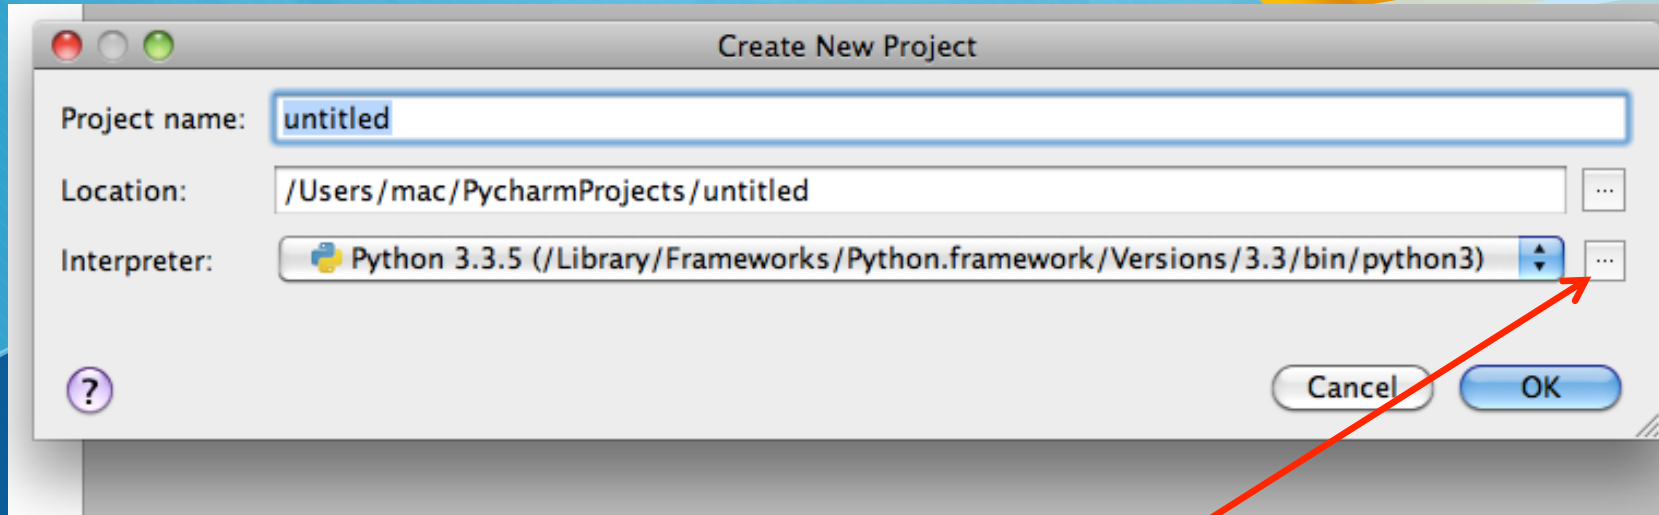 Create New Project
Project name: untitled
Location: /Users/mac/PycharmProjects/untitled ...
Interpreter: Python 3.3.5 (/Library/Frameworks/Python.framework/Versions/3.3/bin/python3) ...
? Cancel OK